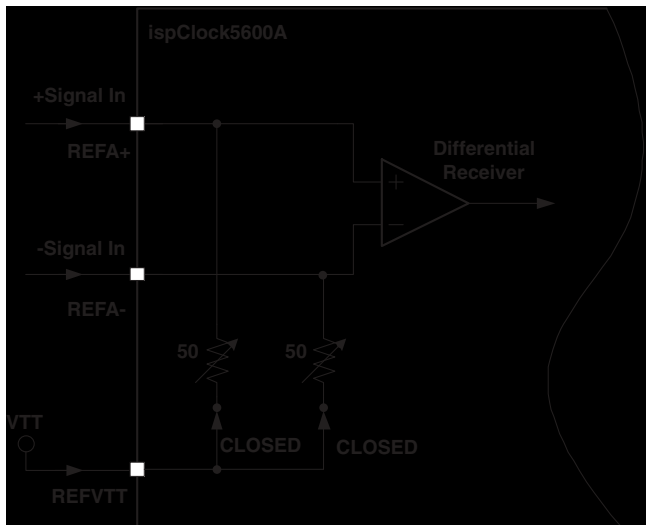 ispClock5600A
+Signal In
REFA+
Differential
Receiver
+
−
-Signal In
REFA-
50
50
VTT
CLOSED
CLOSED
REFVTT